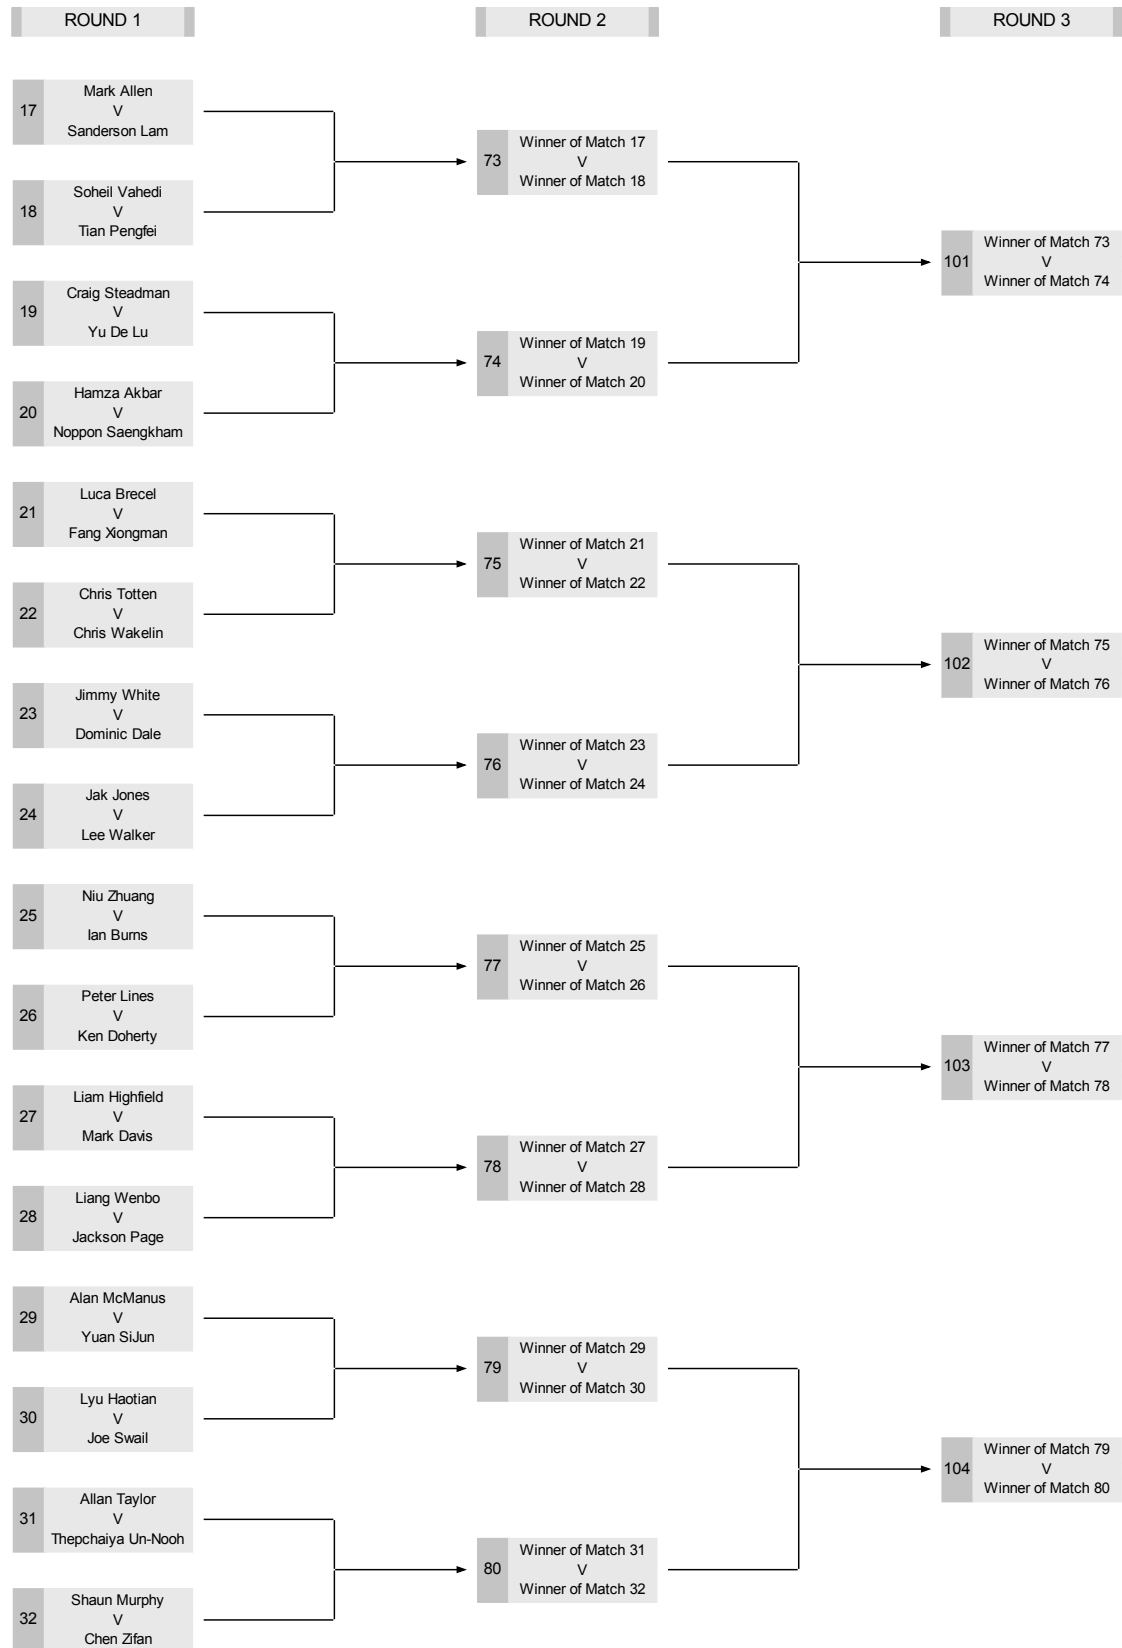 ROUND 1
ROUND 2
ROUND 3
17
Mark Allen
V
Sanderson Lam
18
Soheil Vahedi
V
Tian Pengfei
19
Craig Steadman
V
Yu De Lu
20
Hamza Akbar
V
Noppon Saengkham
21
Luca Brecel
V
Fang Xiongman
22
Chris Totten
V
Chris Wakelin
23
Jimmy White
V
Dominic Dale
24
Jak Jones
V
Lee Walker
25
Niu Zhuang
V
Ian Burns
26
Peter Lines
V
Ken Doherty
27
Liam Highfield
V
Mark Davis
28
Liang Wenbo
V
Jackson Page
29
Alan McManus
V
Yuan SiJun
30
Lyu Haotian
V
Joe Swail
31
Allan Taylor
V
Thepchaiya Un-Nooh
32
Shaun Murphy
V
Chen Zifan
73
Winner of Match 17
V
Winner of Match 18
74
Winner of Match 19
V
Winner of Match 20
75
Winner of Match 21
V
Winner of Match 22
76
Winner of Match 23
V
Winner of Match 24
77
Winner of Match 25
V
Winner of Match 26
78
Winner of Match 27
V
Winner of Match 28
79
Winner of Match 29
V
Winner of Match 30
80
Winner of Match 31
V
Winner of Match 32
101
Winner of Match 73
V
Winner of Match 74
102
Winner of Match 75
V
Winner of Match 76
103
Winner of Match 77
V
Winner of Match 78
104
Winner of Match 79
V
Winner of Match 80